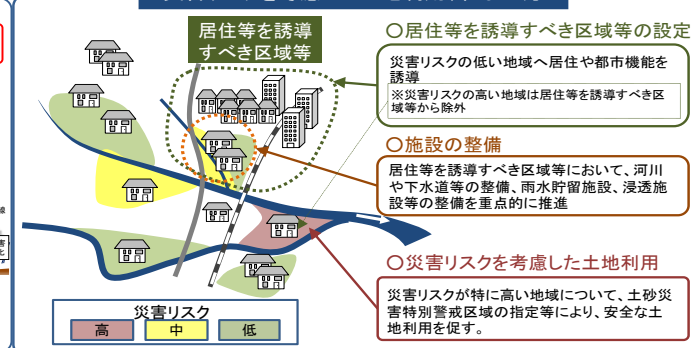 居住等を誘導
すべき区域等
〇居住等を誘導すべき区域等の設定
災害リスクの低い地域へ居住や都市機能を
誘導
※災害リスクの高い地域は居住等を誘導すべき区
域等から除外
〇施設の整備
居住等を誘導すべき区域等において、河川
や下水道等の整備、雨水貯留施設、浸透施
設等の整備を重点的に推進
〇災害リスクを考慮した土地利用
災害リスクが特に高い地域について、土砂災
害特別警戒区域の指定等により、安全な土
地利用を促す。
災害リスク
高 中 低
線
害